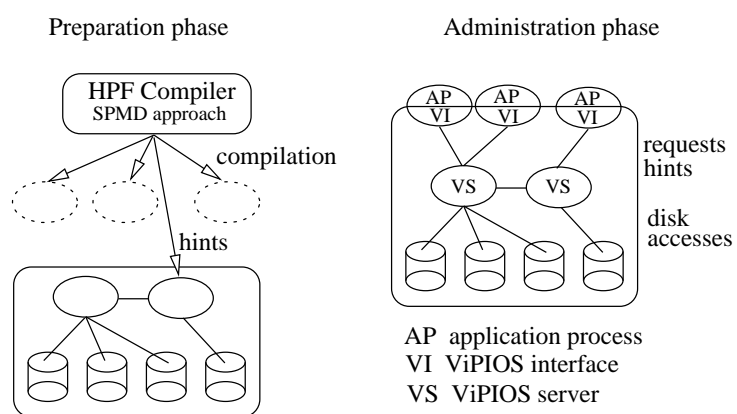 Preparation phase
Administration phase
HPF Compiler
SPMD approach
compilation
hints
AP
VI
AP
VI
AP
VI
requests
hints
VS
VS
disk
accesses
AP application process
VI ViPIOS interface
VS ViPIOS server